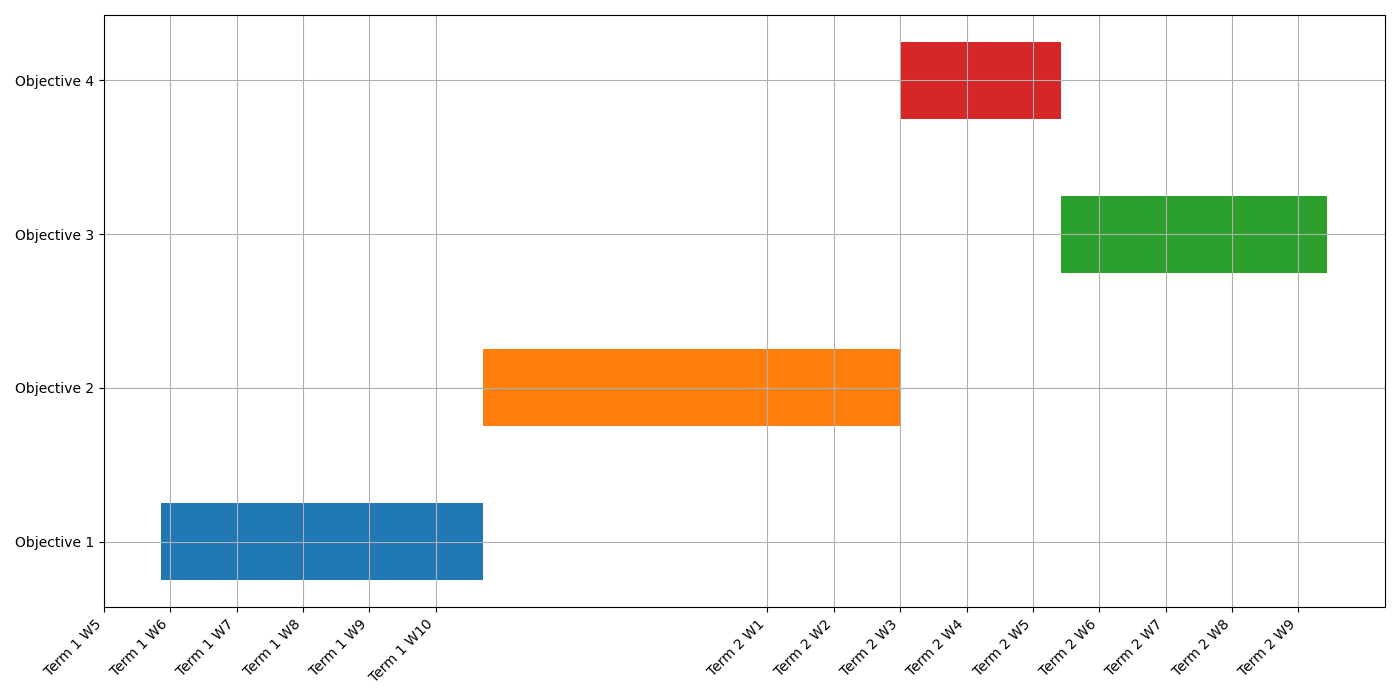 Objective 4
Objective 3
Objective 2
Objective 1
Term 1 W5
Term 1 W6
Term 1 W7
Term 1 W8
Term 1 W9
Term 1 W10
Term 2 W1
Term 2 W2
Term 2 W3
Term 2 W4
Term 2 W5
Term 2 W6
Term 2 W7
Term 2 W8
Term 2 W9